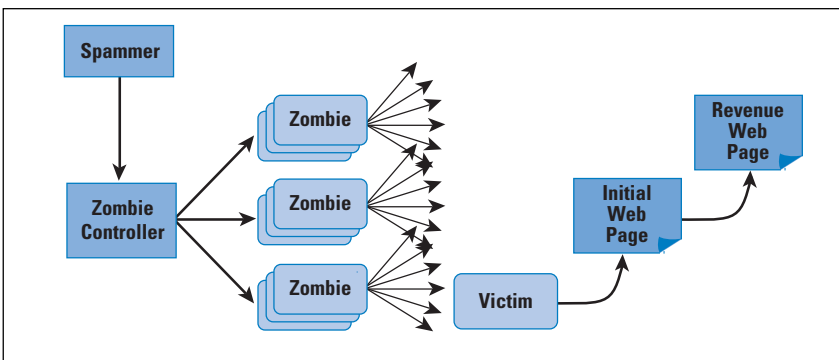 Spammer
Zombie
Controller
Zombie
Zombie
Zombie
Victim
Initial
Web
Page
Revenue
Web
Page